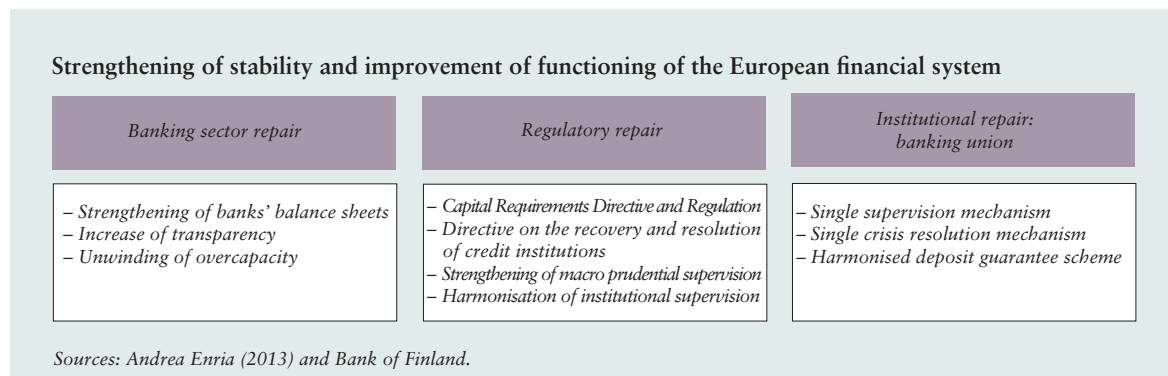 Strengthening of stability and improvement of functioning of the European financial system
Banking sector repair
– Strengthening of banks’ balance sheets
– Increase of transparency
– Unwinding of overcapacity
Regulatory repair
– Capital Requirements Directive and Regulation
– Directive on the recovery and resolution
of credit institutions
– Strengthening of macro prudential supervision
– Harmonisation of institutional supervision
Institutional repair:
banking union
– Single supervision mechanism
– Single crisis resolution mechanism
– Harmonised deposit guarantee scheme
Sources: Andrea Enria (2013) and Bank of Finland.